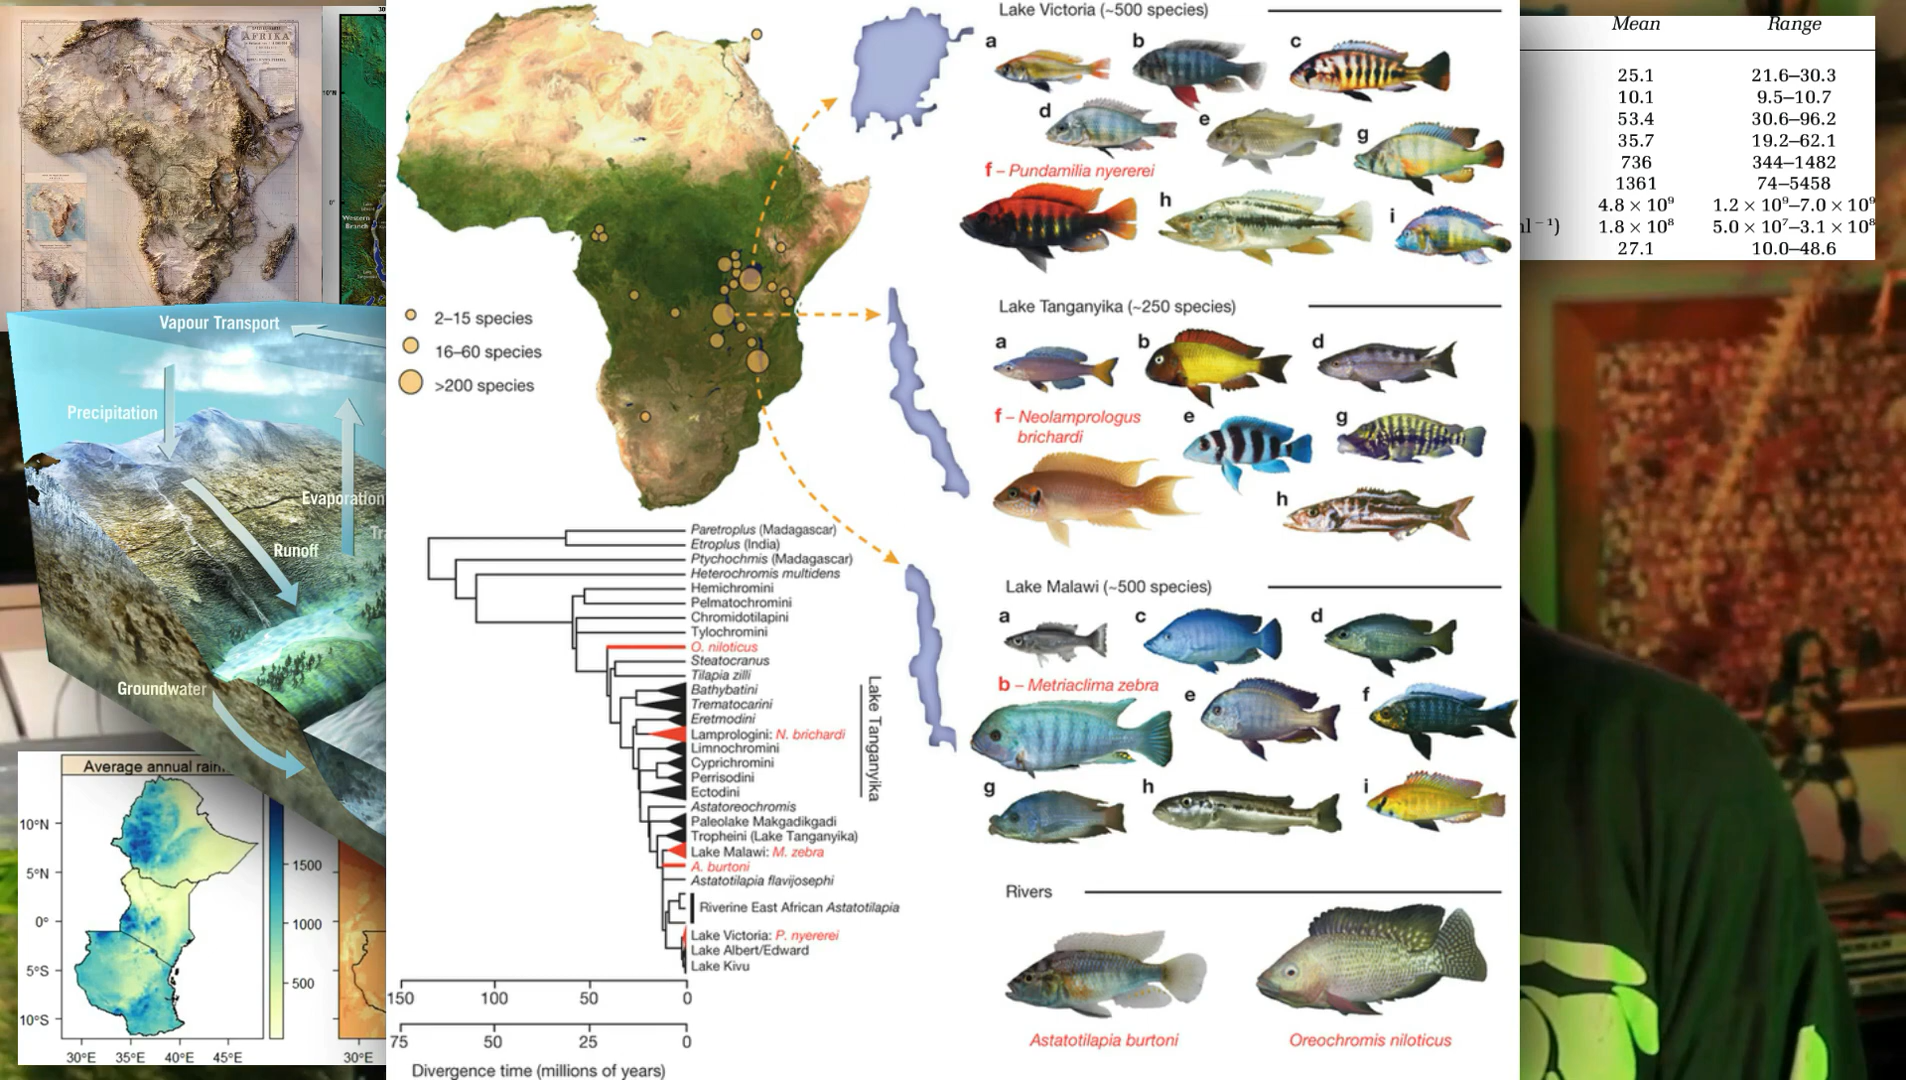 AFRIKA
10°N
0°
Western
Branch
Vapour Transport
Precipitation
Evaporation
Runoff
Groundwater
Average annual rain
10°N
5°N
0°
5°S
10°S
30°E
35°E
40°E
45°E
1500
1000
500
30°E
2–15 species
16–60 species
>200 species
Paretroplus (Madagascar)
Etroplus (India)
Ptychochmis (Madagascar)
Heterochromis multidens
Hemichromini
Pelmatochromini
Chromidotilapini
Tylochromini
O. niloticus
Steatocranus
Tilapia zilli
Bathybatini
Trematocarini
Eretmodini
Lamprologini: N. brichardi
Limnochromini
Cyprichromini
Perrisodini
Ectodini
Lake Tanganyika
Astatoreochromis
Paleolake Makgadikgadi
Tropheini (Lake Tanganyika)
Lake Malawi: M. zebra
A. burtoni
Astatotilapia flavijosephi
Riverine East African Astatotilapia
Lake Victoria: P. nyererei
Lake Albert/Edward
Lake Kivu
150 100 50 0
75 50 25 0
Divergence time (millions of years)
Lake Victoria (~500 species)
a b c
d e g
f – Pundamilia nyererei
h i
Lake Tanganyika (~250 species)
a b d
f – Neolamprologus
brichardi
e g
h
Lake Malawi (~500 species)
a c d
b – Metriaclima zebra
e f
g h i
Rivers
Astatotilapia burtoni
Oreochromis niloticus
Mean Range
25.1 21.6–30.3
10.1 9.5–10.7
53.4 30.6–96.2
35.7 19.2–62.1
736 344–1482
1361 74–5458
4.8 × 10⁹ 1.2 × 10⁹–7.0 × 10⁹
ml⁻¹) 1.8 × 10⁸ 5.0 × 10⁷–3.1 × 10⁸
27.1 10.0–48.6